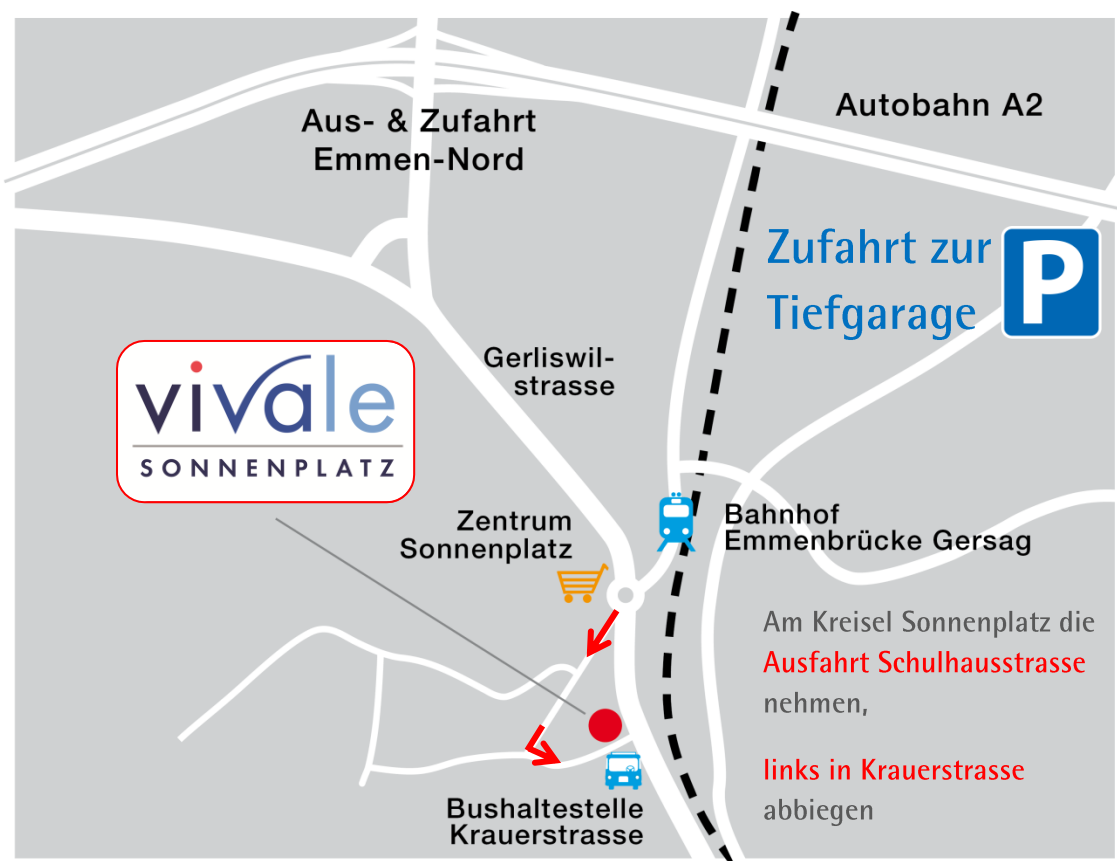 Autobahn A2
Aus- & Zufahrt
Emmen-Nord
Zufahrt zur
Tiefgarage
P
Gerliswil-
strasse
vivale
SONNENPLATZ
Zentrum
Sonnenplatz
Bahnhof
Emmenbrücke Gersag
Am Kreisel Sonnenplatz die
Ausfahrt Schulhausstrasse
nehmen,
links in Krauerstrasse
abbiegen
Bushaltestelle
Krauerstrasse